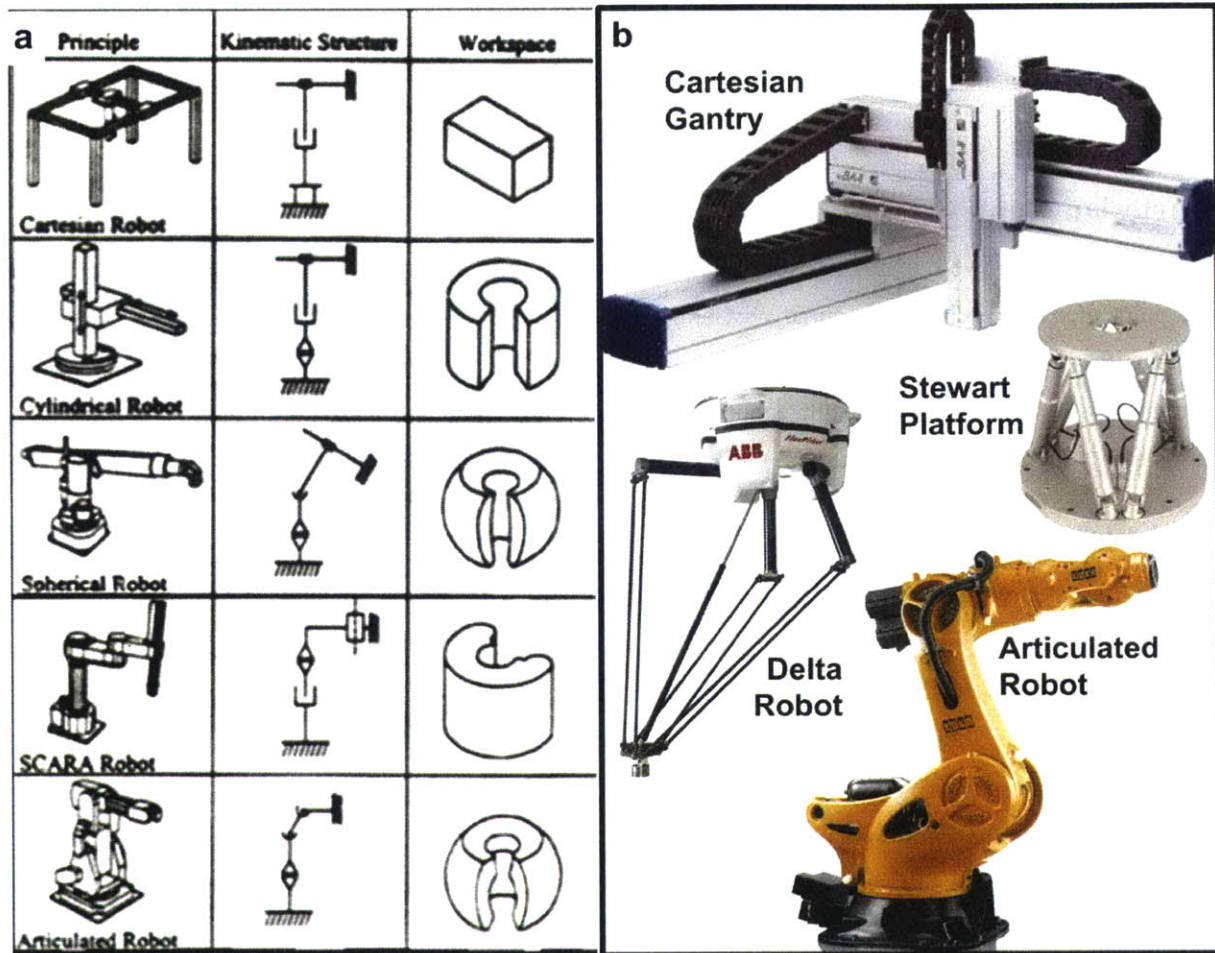 a
Principle
Kinematic Structure
Workspace
Cartesian Robot
Cylindrical Robot
Spherical Robot
SCARA Robot
Articulated Robot
b
Cartesian
Gantry
Stewart
Platform
ABB
Delta
Robot
Articulated
Robot